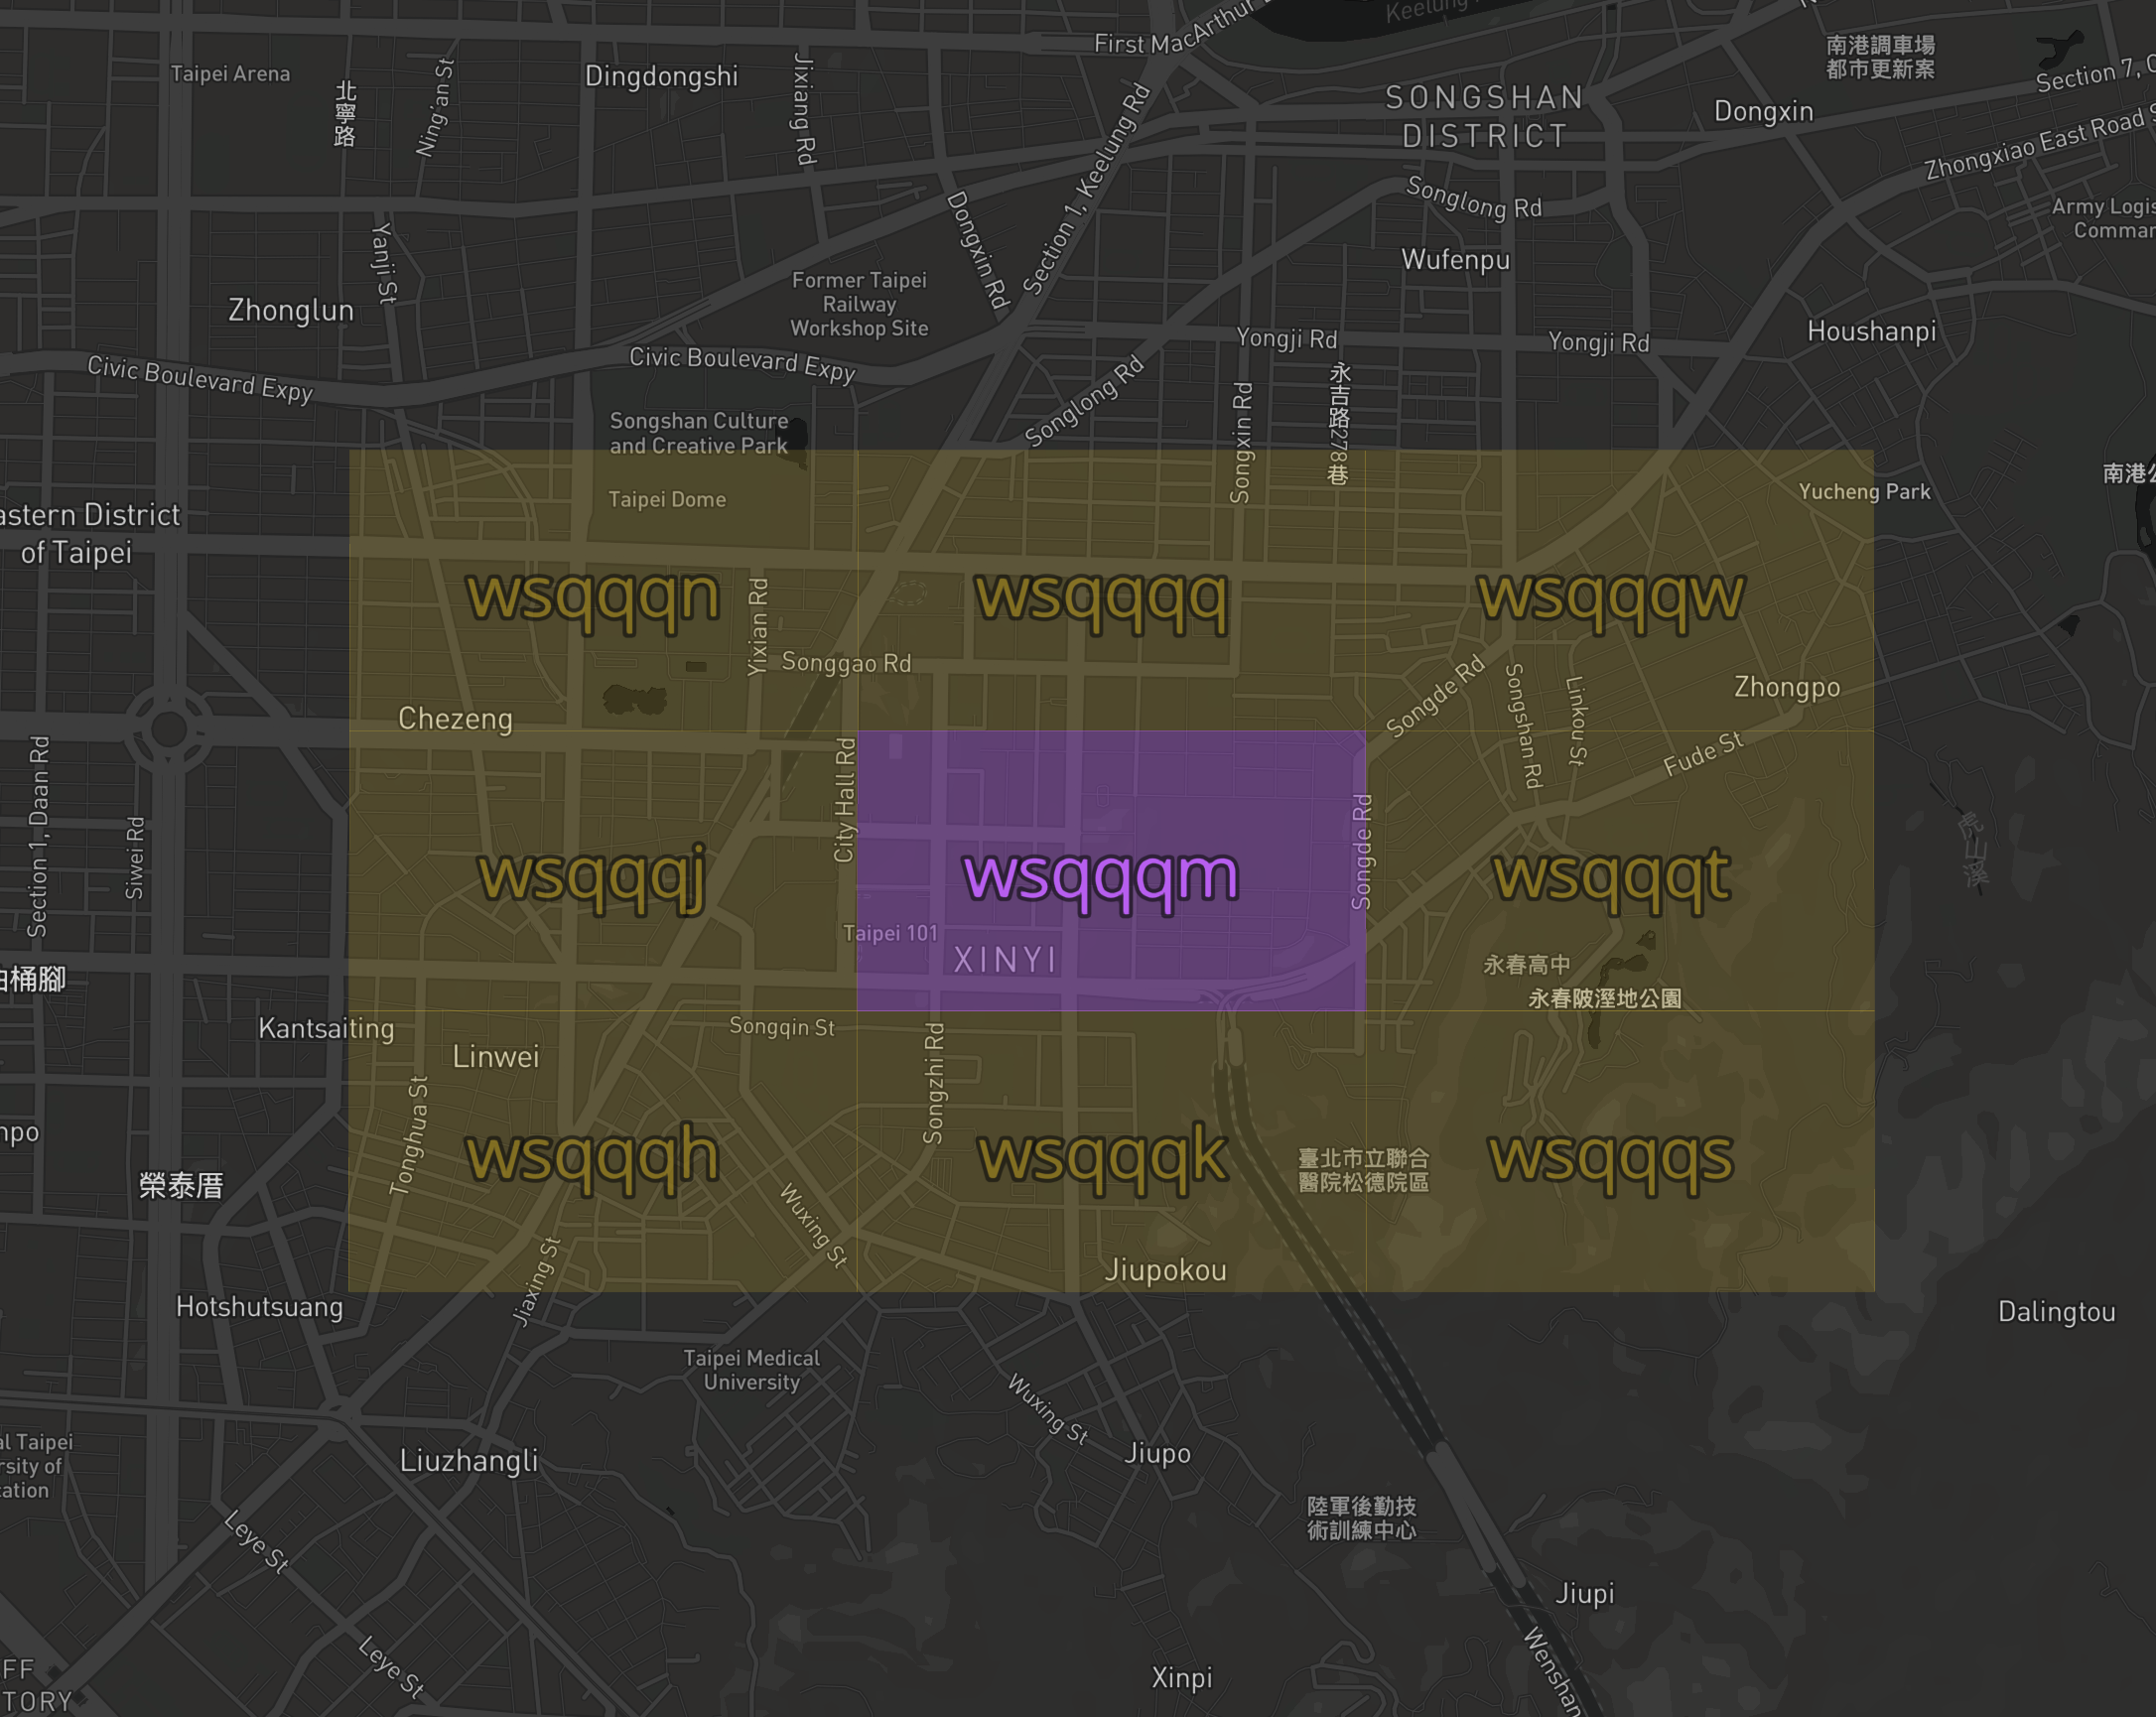 First MacArthur
Taipei Arena
北寧路
Ning'an St
Dingdongshi
Jixiang Rd
SONGSHAN
DISTRICT
南港調車場
都市更新案
Dongxin
Section 7,
Zhongxiao East Road
Section 1, Keelung Rd
Keelung
Songlong Rd
Army Logis
Comman
Yanji St
Dongxin Rd
Wufenpu
Zhonglun
Former Taipei
Railway
Workshop Site
Yongji Rd
Yongji Rd
Houshanpi
Civic Boulevard Expy
Civic Boulevard Expy
Songlong Rd
Songxin Rd
永吉路278巷
Songshan Culture
and Creative Park
Taipei Dome
Yucheng Park
南港公
astern District
of Taipei
wsqqqn
wsqqqq
wsqqqw
Yixian Rd
Songgao Rd
Songde Rd
Songshan Rd
Linkou St
Zhongpo
Chezeng
Fude St
Section 1, Daan Rd
Siwei Rd
City Hall Rd
Songde Rd
虎山溪
wsqqqj
wsqqqm
wsqqqt
Taipei 101
XINYI
永春高中
永春陂溼地公園
桶腳
Kantsaiting
Linwei
Songqin St
Songzhi Rd
Tonghua St
npo
榮泰厝
wsqqqh
wsqqqk
wsqqqs
臺北市立聯合
醫院松德院區
Wuxing St
Jiaxing St
Jiupokou
Hotshutsuang
Dalingtou
Taipei Medical
University
Wuxing St
al Taipei
rsity of
cation
Liuzhangli
Jiupo
陸軍後勤技
術訓練中心
Leye St
Jiupi
Leye St
Wenshan
Xinpi
FF
TORY